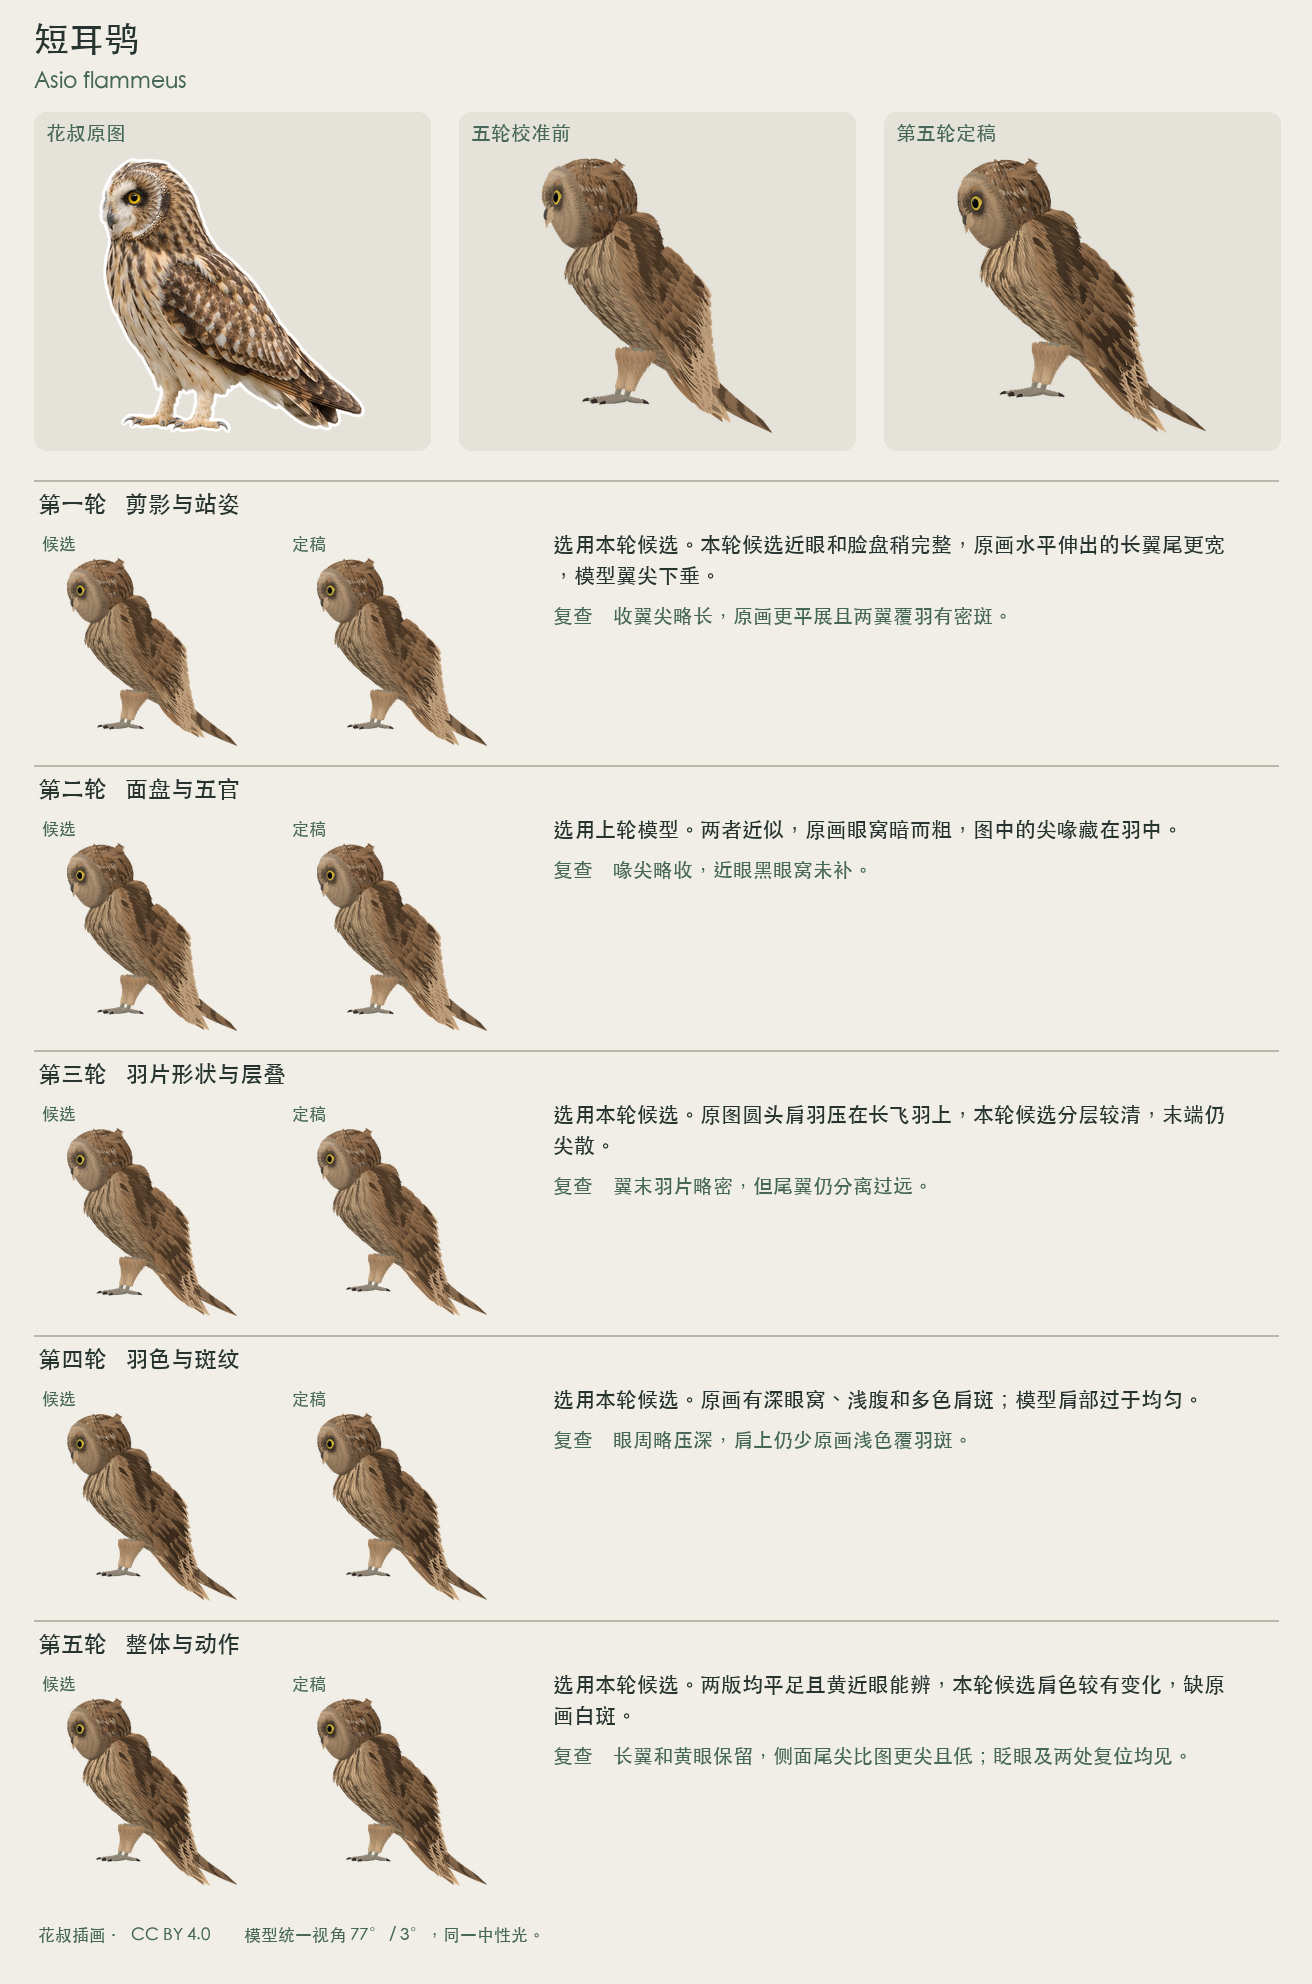 短耳鸮
Asio flammeus
花叔原图
五轮校准前
第五轮定稿
第一轮 剪影与站姿
候选
定稿
选用本轮候选。本轮候选近眼和脸盘稍完整，原画水平伸出的长翼尾更宽
，模型翼尖下垂。
复查 收翼尖略长，原画更平展且两翼覆羽有密斑。
第二轮 面盘与五官
候选
定稿
选用上轮模型。两者近似，原画眼窝暗而粗，图中的尖喙藏在羽中。
复查 喙尖略收，近眼黑眼窝未补。
第三轮 羽片形状与层叠
候选
定稿
选用本轮候选。原图圆头肩羽压在长飞羽上，本轮候选分层较清，末端仍
尖散。
复查 翼末羽片略密，但尾翼仍分离过远。
第四轮 羽色与斑纹
候选
定稿
选用本轮候选。原画有深眼窝、浅腹和多色肩斑；模型肩部过于均匀。
复查 眼周略压深，肩上仍少原画浅色覆羽斑。
第五轮 整体与动作
候选
定稿
选用本轮候选。两版均平足且黄近眼能辨，本轮候选肩色较有变化，缺原
画白斑。
复查 长翼和黄眼保留，侧面尾尖比图更尖且低；眨眼及两处复位均见。
花叔插画· CC BY 4.0 模型统一视角 77° / 3°，同一中性光。